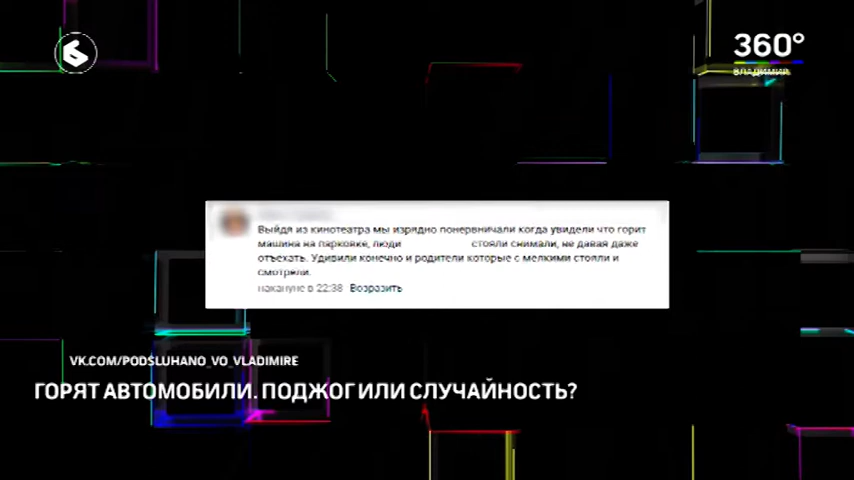 360°
ВЛАДИМИР
Выйдя из кинотеатра мы изрядно понервничали когда увидели что горит
машина на парковке, люди стояли снимали, не давая даже
отъехать. Удивили конечно и родители которые с мелкими стояли и
смотрели.
накануне в 22:38 Возразить
VK.COM/PODSLUHANO_VO_VLADIMIRE
ГОРЯТ АВТОМОБИЛИ. ПОДЖОГ ИЛИ СЛУЧАЙНОСТЬ?